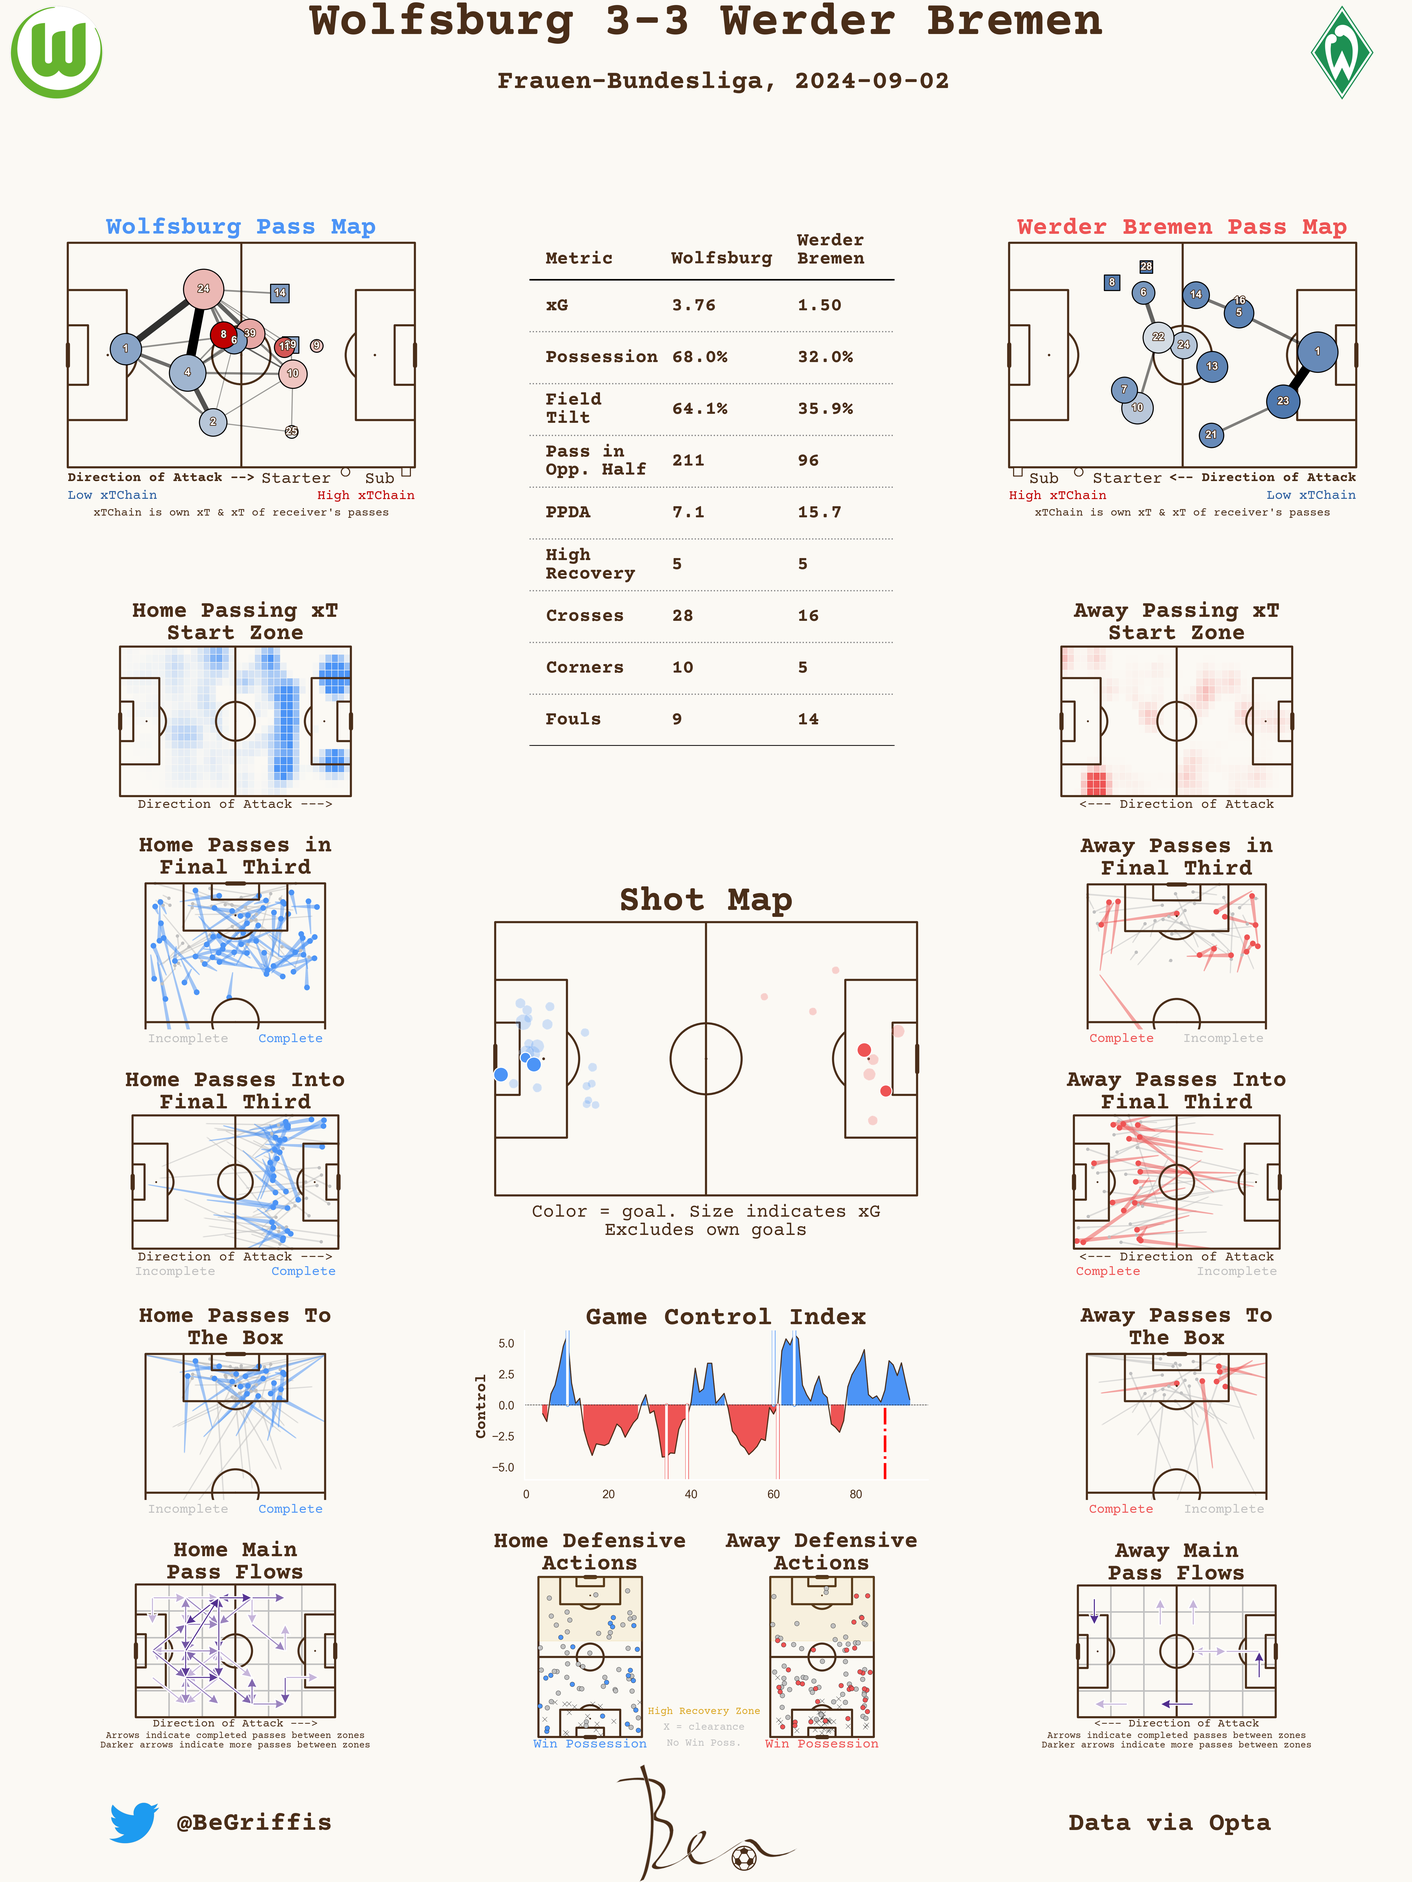 Wolfsburg 3-3 Werder Bremen
Frauen-Bundesliga, 2024-09-02
Wolfsburg Pass Map
24
14
8
39
6
1
11
9
4
10
2
25
Direction of Attack --> Starter Sub
Low xTChain High xTChain
xTChain is own xT & xT of receiver's passes
Metric Wolfsburg Werder Bremen
xG 3.76 1.50
Possession 68.0% 32.0%
Field Tilt 64.1% 35.9%
Pass in Opp. Half 211 96
PPDA 7.1 15.7
High Recovery 5 5
Crosses 28 16
Corners 10 5
Fouls 9 14
Werder Bremen Pass Map
28
8
6
14
16
5
22
24
1
13
7
10
23
21
Sub Starter <-- Direction of Attack
High xTChain Low xTChain
xTChain is own xT & xT of receiver's passes
Home Passing xT
Start Zone
Direction of Attack --->
Away Passing xT
Start Zone
<--- Direction of Attack
Home Passes in
Final Third
Incomplete Complete
Away Passes in
Final Third
Complete Incomplete
Shot Map
Color = goal. Size indicates xG
Excludes own goals
Home Passes Into
Final Third
Direction of Attack --->
Incomplete Complete
Away Passes Into
Final Third
<--- Direction of Attack
Complete Incomplete
Home Passes To
The Box
Incomplete Complete
Game Control Index
Control
5.0
2.5
0.0
−2.5
−5.0
0 20 40 60 80
Away Passes To
The Box
Complete Incomplete
Home Main
Pass Flows
Direction of Attack --->
Arrows indicate completed passes between zones
Darker arrows indicate more passes between zones
Home Defensive
Actions
Win Possession
High Recovery Zone
X = clearance
No Win Poss.
Away Defensive
Actions
Win Possession
Away Main
Pass Flows
<--- Direction of Attack
Arrows indicate completed passes between zones
Darker arrows indicate more passes between zones
@BeGriffis
Ben
Data via Opta